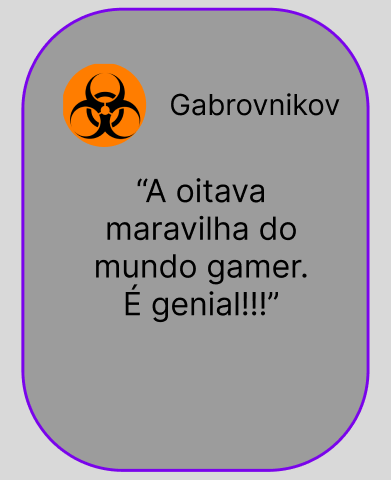 Gabrovnikov
“A oitava
maravilha do
mundo gamer.
É genial!!!”